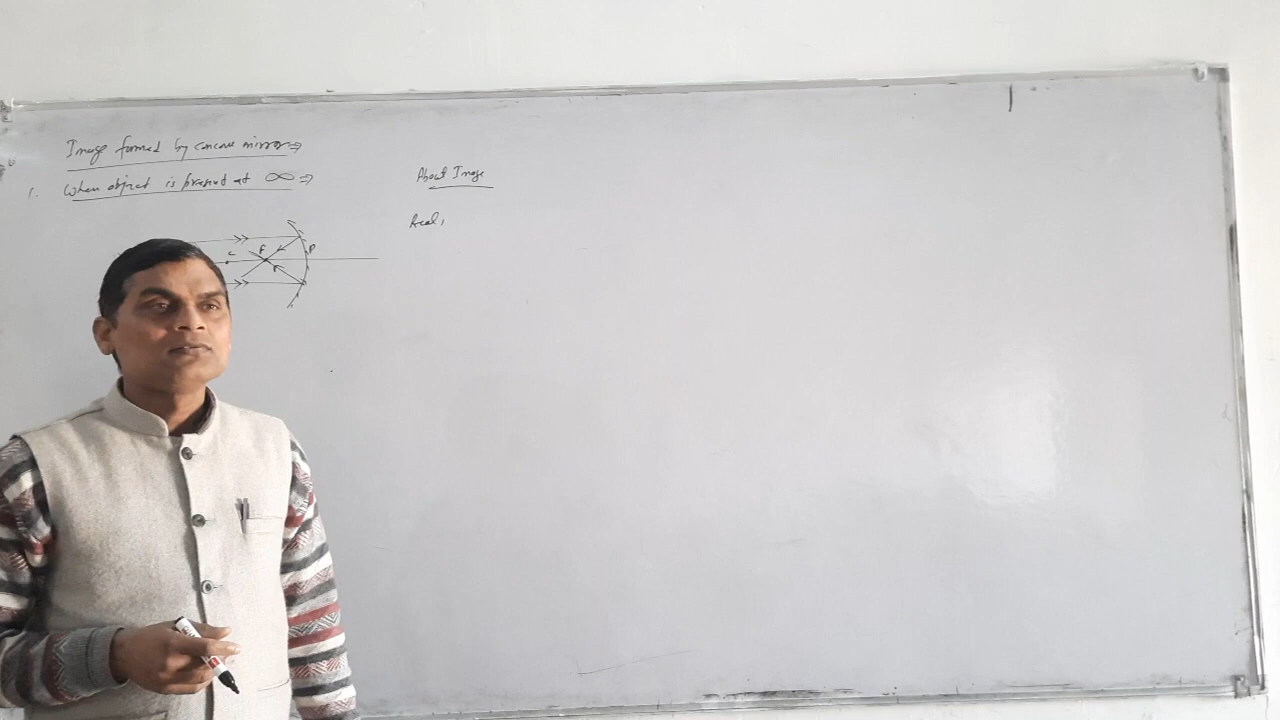 Image formed by concave mirror ⇒
1. When object is present at ∞ ⇒
About Image
Real,
C F P